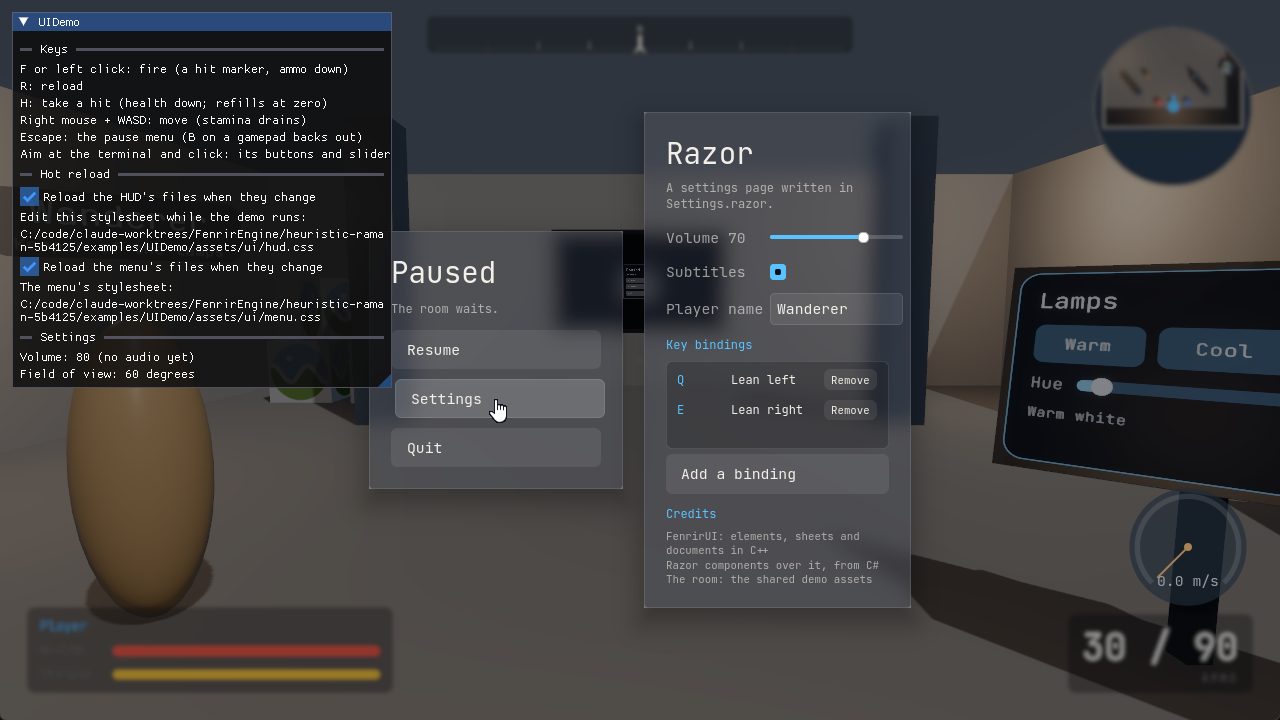 UIDemo
Keys
F or left click: fire (a hit marker, ammo down)
R: reload
H: take a hit (health down; refills at zero)
Right mouse + WASD: move (stamina drains)
Escape: the pause menu (B on a gamepad backs out)
Aim at the terminal and click: its buttons and slider
Hot reload
Reload the HUD's files when they change
Edit this stylesheet while the demo runs:
C:/code/claude-worktrees/FenrirEngine/heuristic-rama
n-5b4125/examples/UIDemo/assets/ui/hud.css
Reload the menu's files when they change
The menu's stylesheet:
C:/code/claude-worktrees/FenrirEngine/heuristic-rama
n-5b4125/examples/UIDemo/assets/ui/menu.css
Settings
Volume: 80 (no audio yet)
Field of view: 60 degrees
Paused
The room waits.
Resume
Settings
Quit
Razor
A settings page written in
Settings.razor.
Volume 70
Subtitles
Player name Wanderer
Key bindings
Q Lean left Remove
E Lean right Remove
Add a binding
Credits
FenrirUI: elements, sheets and
documents in C++
Razor components over it, from C#
The room: the shared demo assets
Lamps
Warm Cool
Hue
Warm white
0.0 m/s
Player
30 / 90